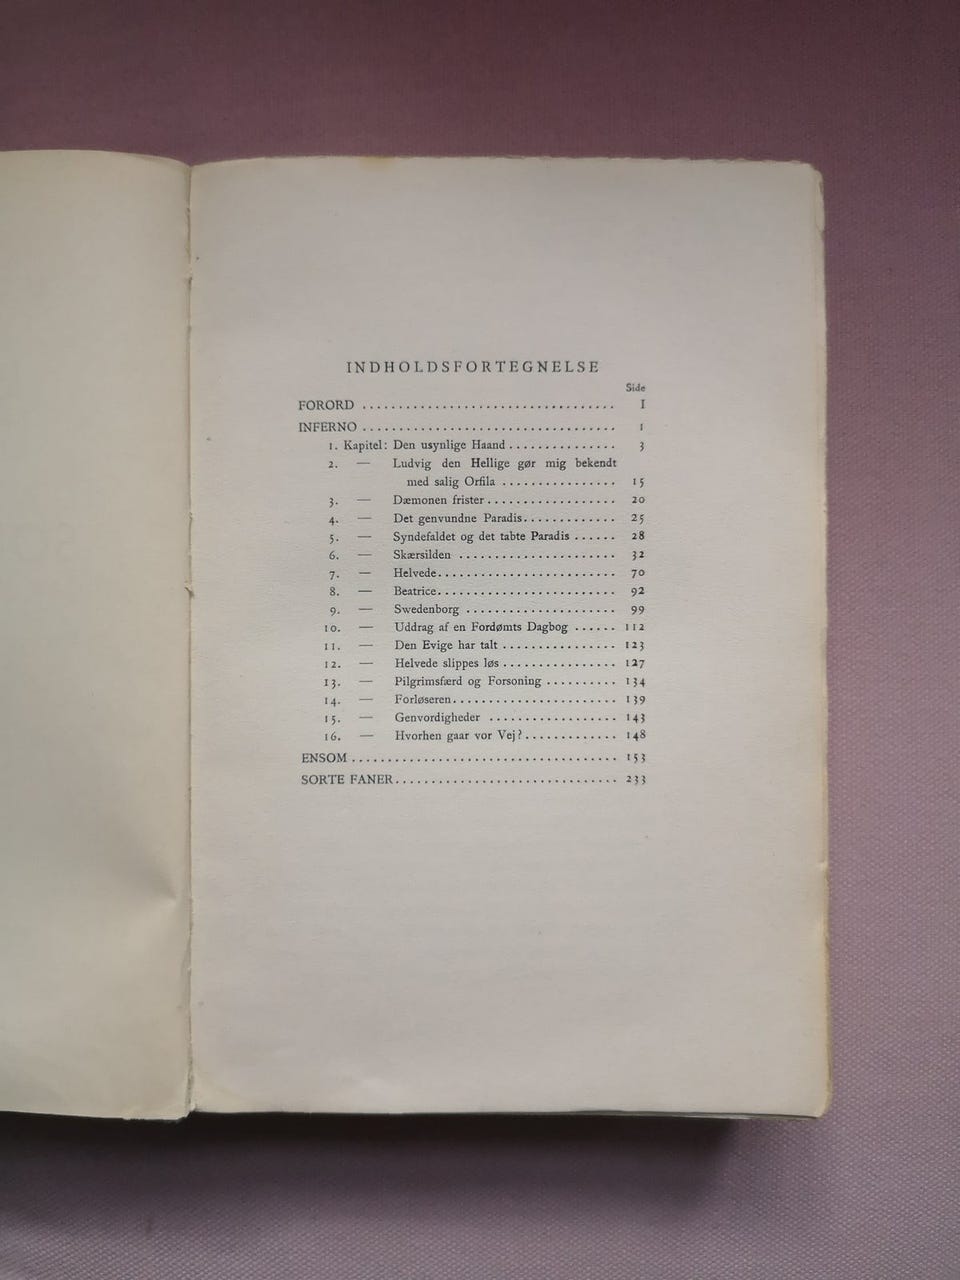 INDHOLDSFORTEGNELSE
Side
FORORD .................................. I
INFERNO .................................. 1
1. Kapitel: Den usynlige Haand ............... 3
2. — Ludvig den Hellige gør mig bekendt
med salig Orfila ................ 15
3. — Dæmonen frister .................. 20
4. — Det genvundne Paradis ............. 25
5. — Syndefaldet og det tabte Paradis ...... 28
6. — Skærsilden ...................... 32
7. — Helvede ......................... 70
8. — Beatrice ......................... 92
9. — Swedenborg ..................... 99
10. — Uddrag af en Fordømts Dagbog ...... 112
11. — Den Evige har talt ................ 123
12. — Helvede slippes løs ................ 127
13. — Pilgrimsfærd og Forsoning .......... 134
14. — Forløseren ....................... 139
15. — Genvordigheder .................. 143
16. — Hvorhen gaar vor Vej? ............. 148
ENSOM .................................... 153
SORTE FANER .............................. 233